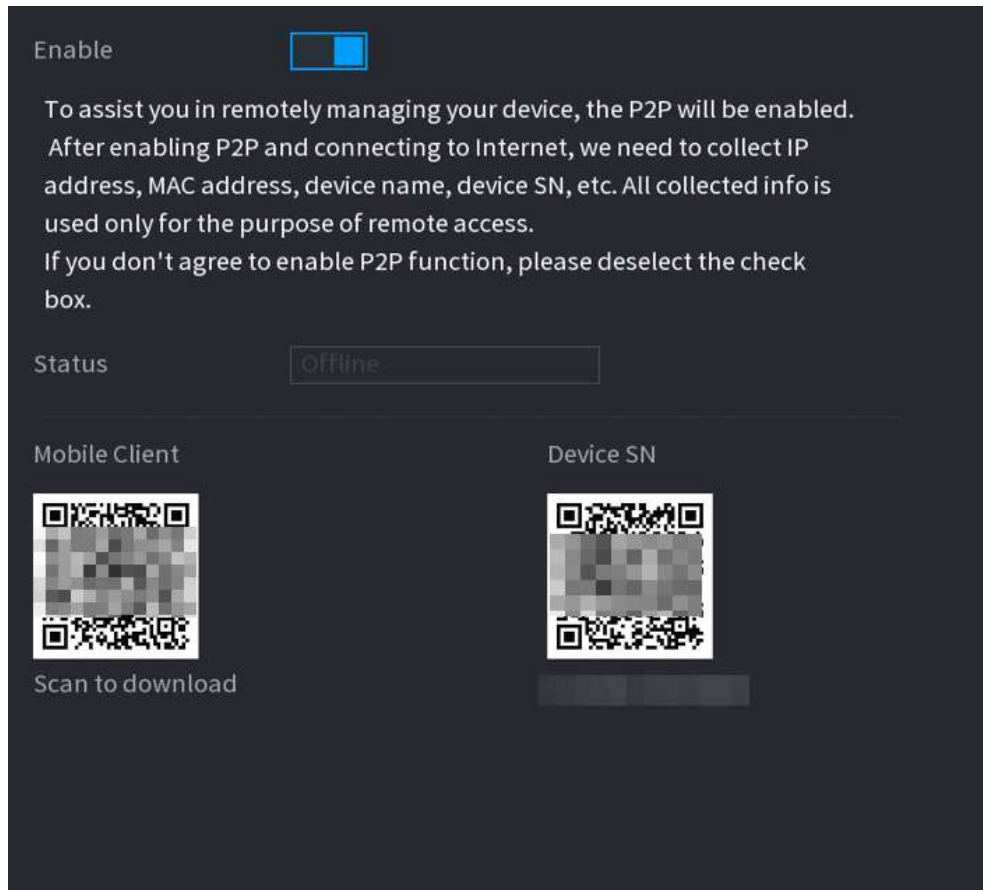 Enable
To assist you in remotely managing your device, the P2P will be enabled.
After enabling P2P and connecting to Internet, we need to collect IP
address, MAC address, device name, device SN, etc. All collected info is
used only for the purpose of remote access.
If you don't agree to enable P2P function, please deselect the check
box.
Status Offline
Mobile Client Device SN
Scan to download